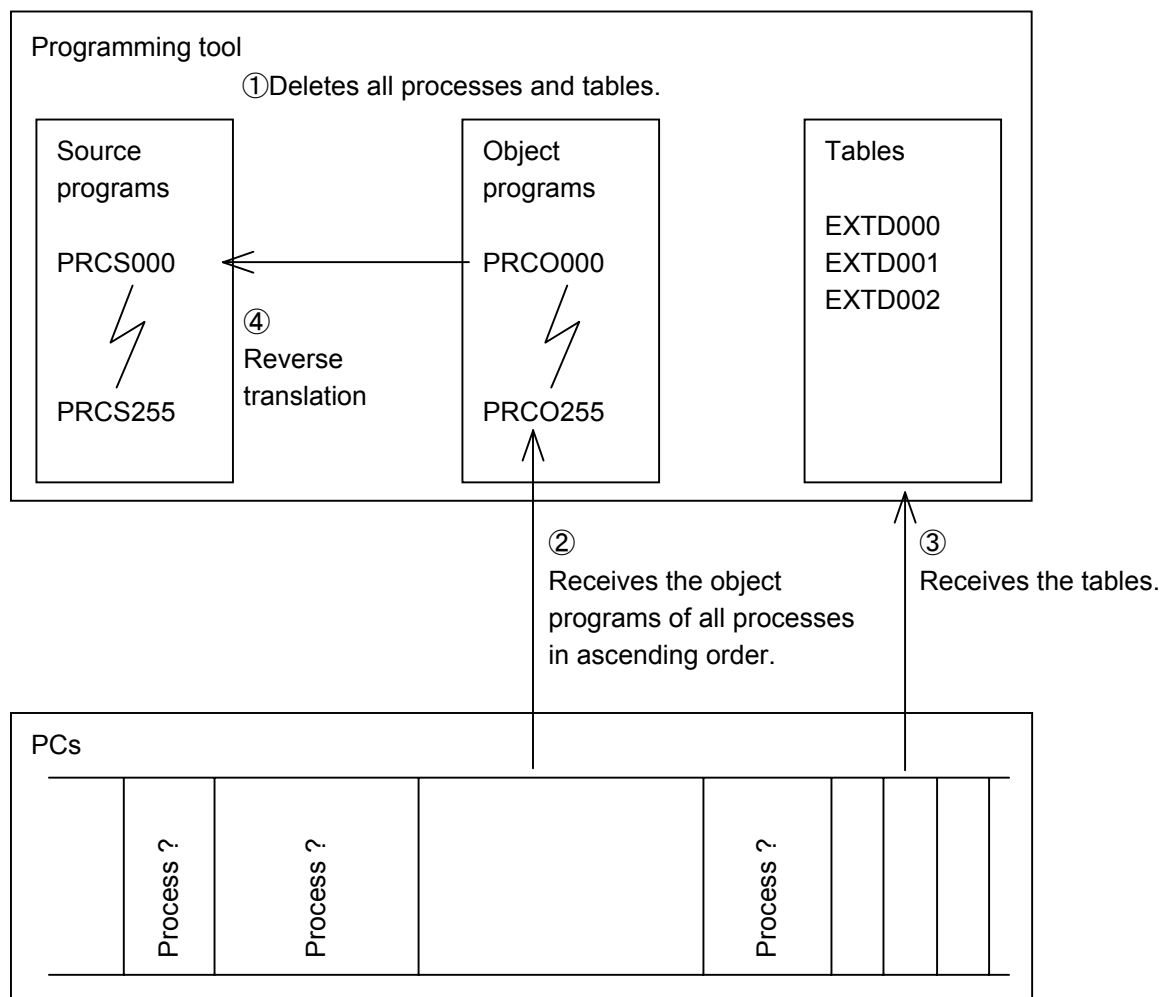 Programming tool
①Deletes all processes and tables.
Source
programs
PRCS000
PRCS255
④
Reverse
translation
Object
programs
PRCO000
PRCO255
Tables
EXTD000
EXTD001
EXTD002
②
Receives the object
programs of all processes
in ascending order.
③
Receives the tables.
PCs
Process ?
Process ?
Process ?